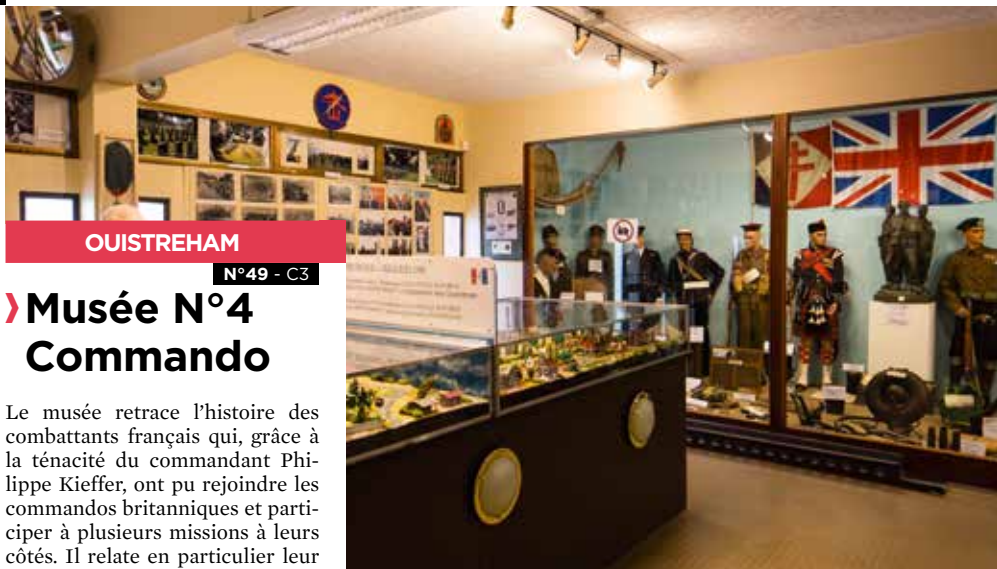 OUISTREHAM
N°49 - C3
Musée N°4
Commando
Le musée retrace l’histoire des
combattants français qui, grâce à
la ténacité du commandant Phi-
lippe Kieffer, ont pu rejoindre les
commandos britanniques et parti-
ciper à plusieurs missions à leurs
côtés. Il relate en particulier leur